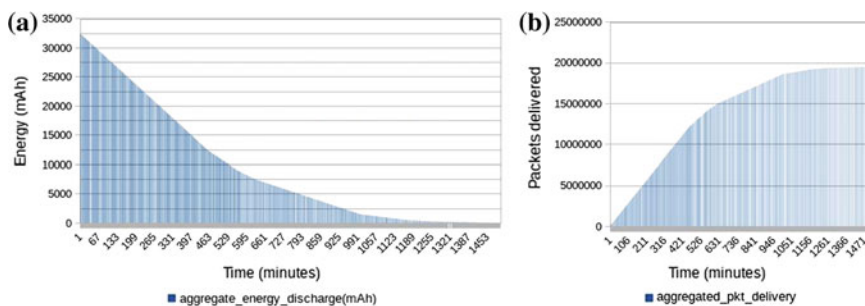 (a)
35000
30000
25000
20000
15000
10000
5000
0
Energy (mAh)
1 67 133 199 265 331 397 463 529 595 661 727 793 859 925 991 1057 1123 1189 1255 1321 1387 1453
Time (minutes)
aggregate_energy_discharge(mAh)
(b)
25000000
20000000
15000000
10000000
5000000
0
Packets delivered
1 106 211 316 421 526 631 736 841 946 1051 1156 1261 1366 1471
Time (minutes)
aggregated_pkt_delivery